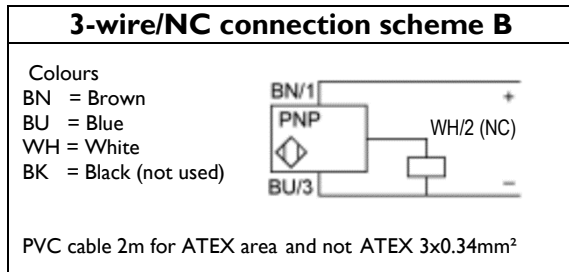 3-wire/NC connection scheme B
Colours
BN = Brown
BU = Blue
WH = White
BK = Black (not used)
BN/1
+
PNP
WH/2 (NC)
BU/3
–
PVC cable 2m for ATEX area and not ATEX 3x0.34mm²